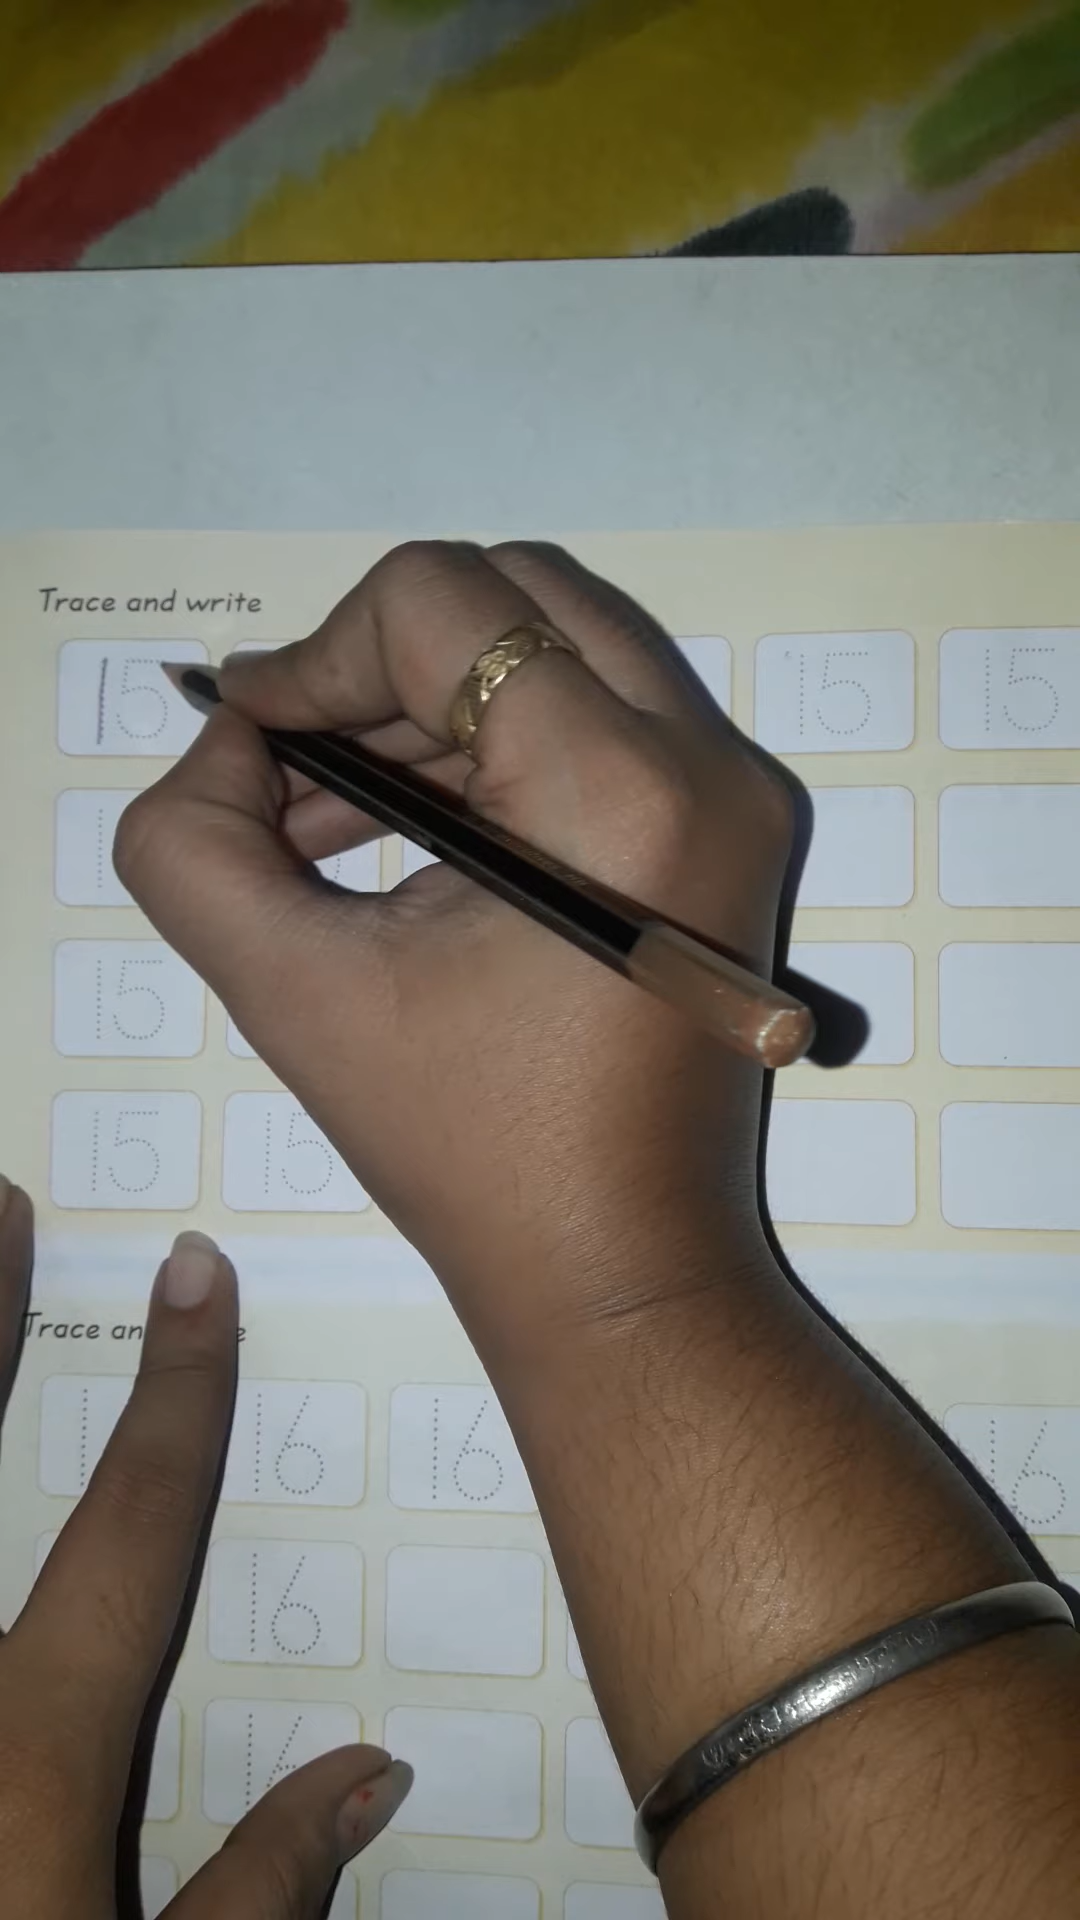 Trace and write
15 15 15
15
15 15
Trace an e
16 16 16
16
16